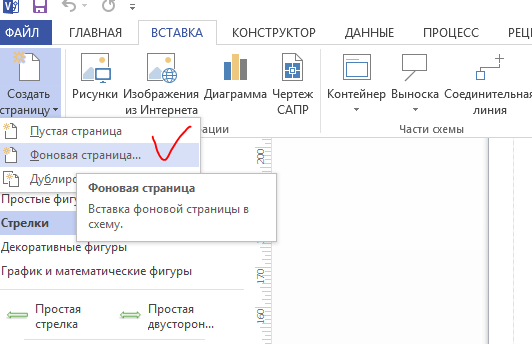 ФАЙЛ ГЛАВНАЯ ВСТАВКА КОНСТРУКТОР ДАННЫЕ ПРОЦЕСС РЕЦ
Создать страницу
Рисунки
Изображения из Интернета
Диаграмма
Чертеж САПР
Контейнер
Выноска
Соединительная линия
ации
Части схемы
Пустая страница
Фоновая страница...
Дублиро
Фоновая страница
Вставка фоновой страницы в
схему.
Простые фигу
Стрелки
Декоративные фигуры
График и математические фигуры
Простая стрелка
Простая двусторон...
200
170
160